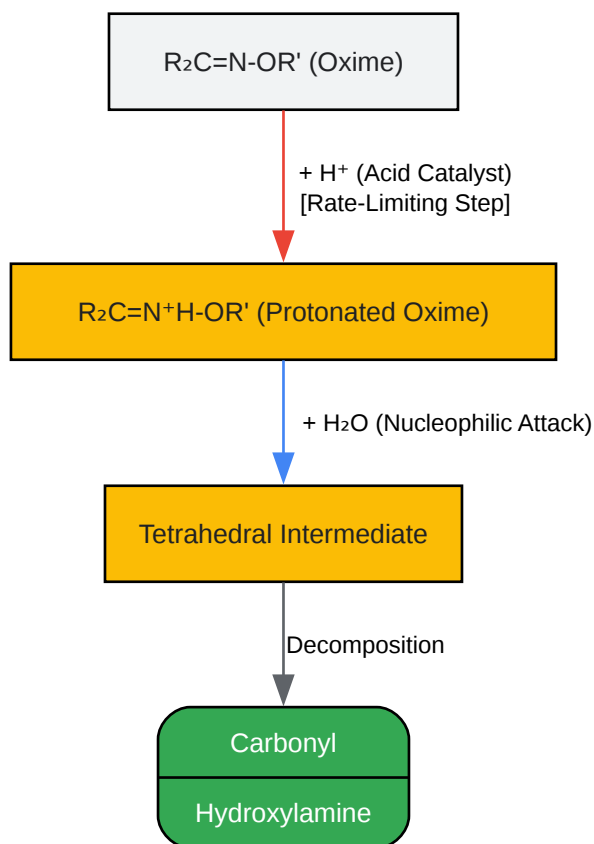 R₂C=N-OR' (Oxime)
+ H⁺ (Acid Catalyst)
[Rate-Limiting Step]
R₂C=N⁺H-OR' (Protonated Oxime)
+ H₂O (Nucleophilic Attack)
Tetrahedral Intermediate
Decomposition
Carbonyl
Hydroxylamine